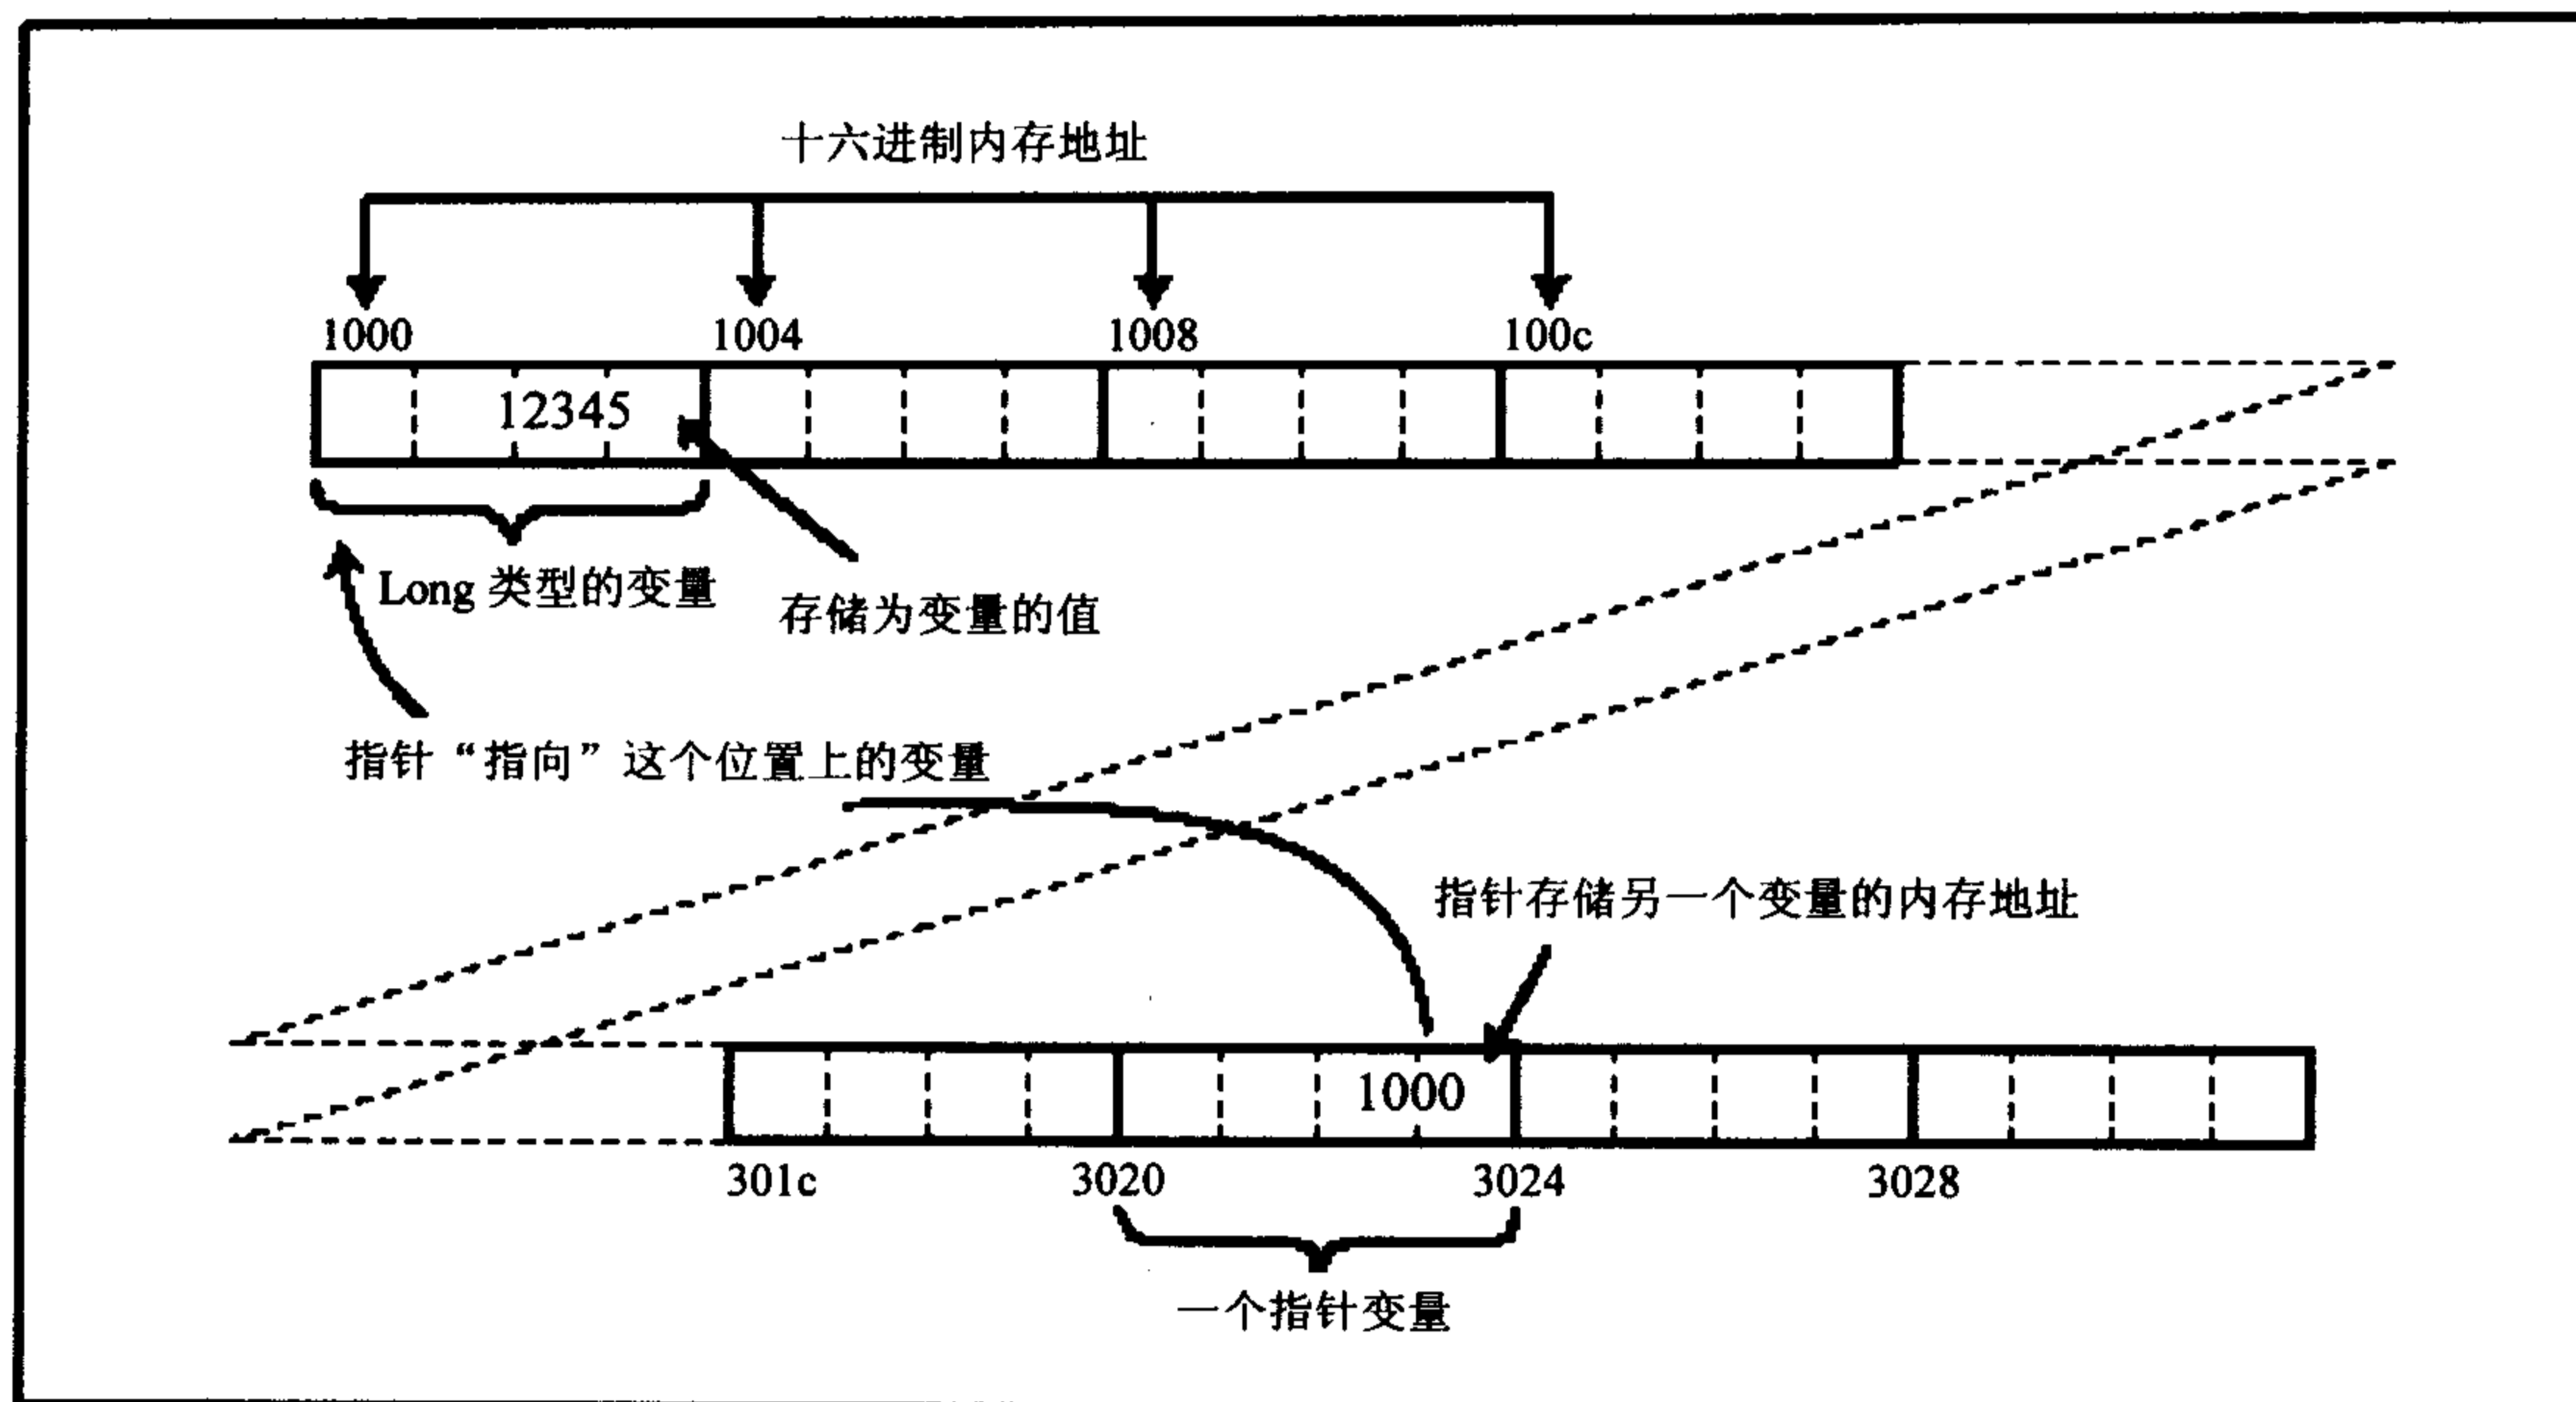 十六进制内存地址
1000 1004 1008 100c
12345
Long 类型的变量
存储为变量的值
指针“指向”这个位置上的变量
指针存储另一个变量的内存地址
1000
301c 3020 3024 3028
一个指针变量